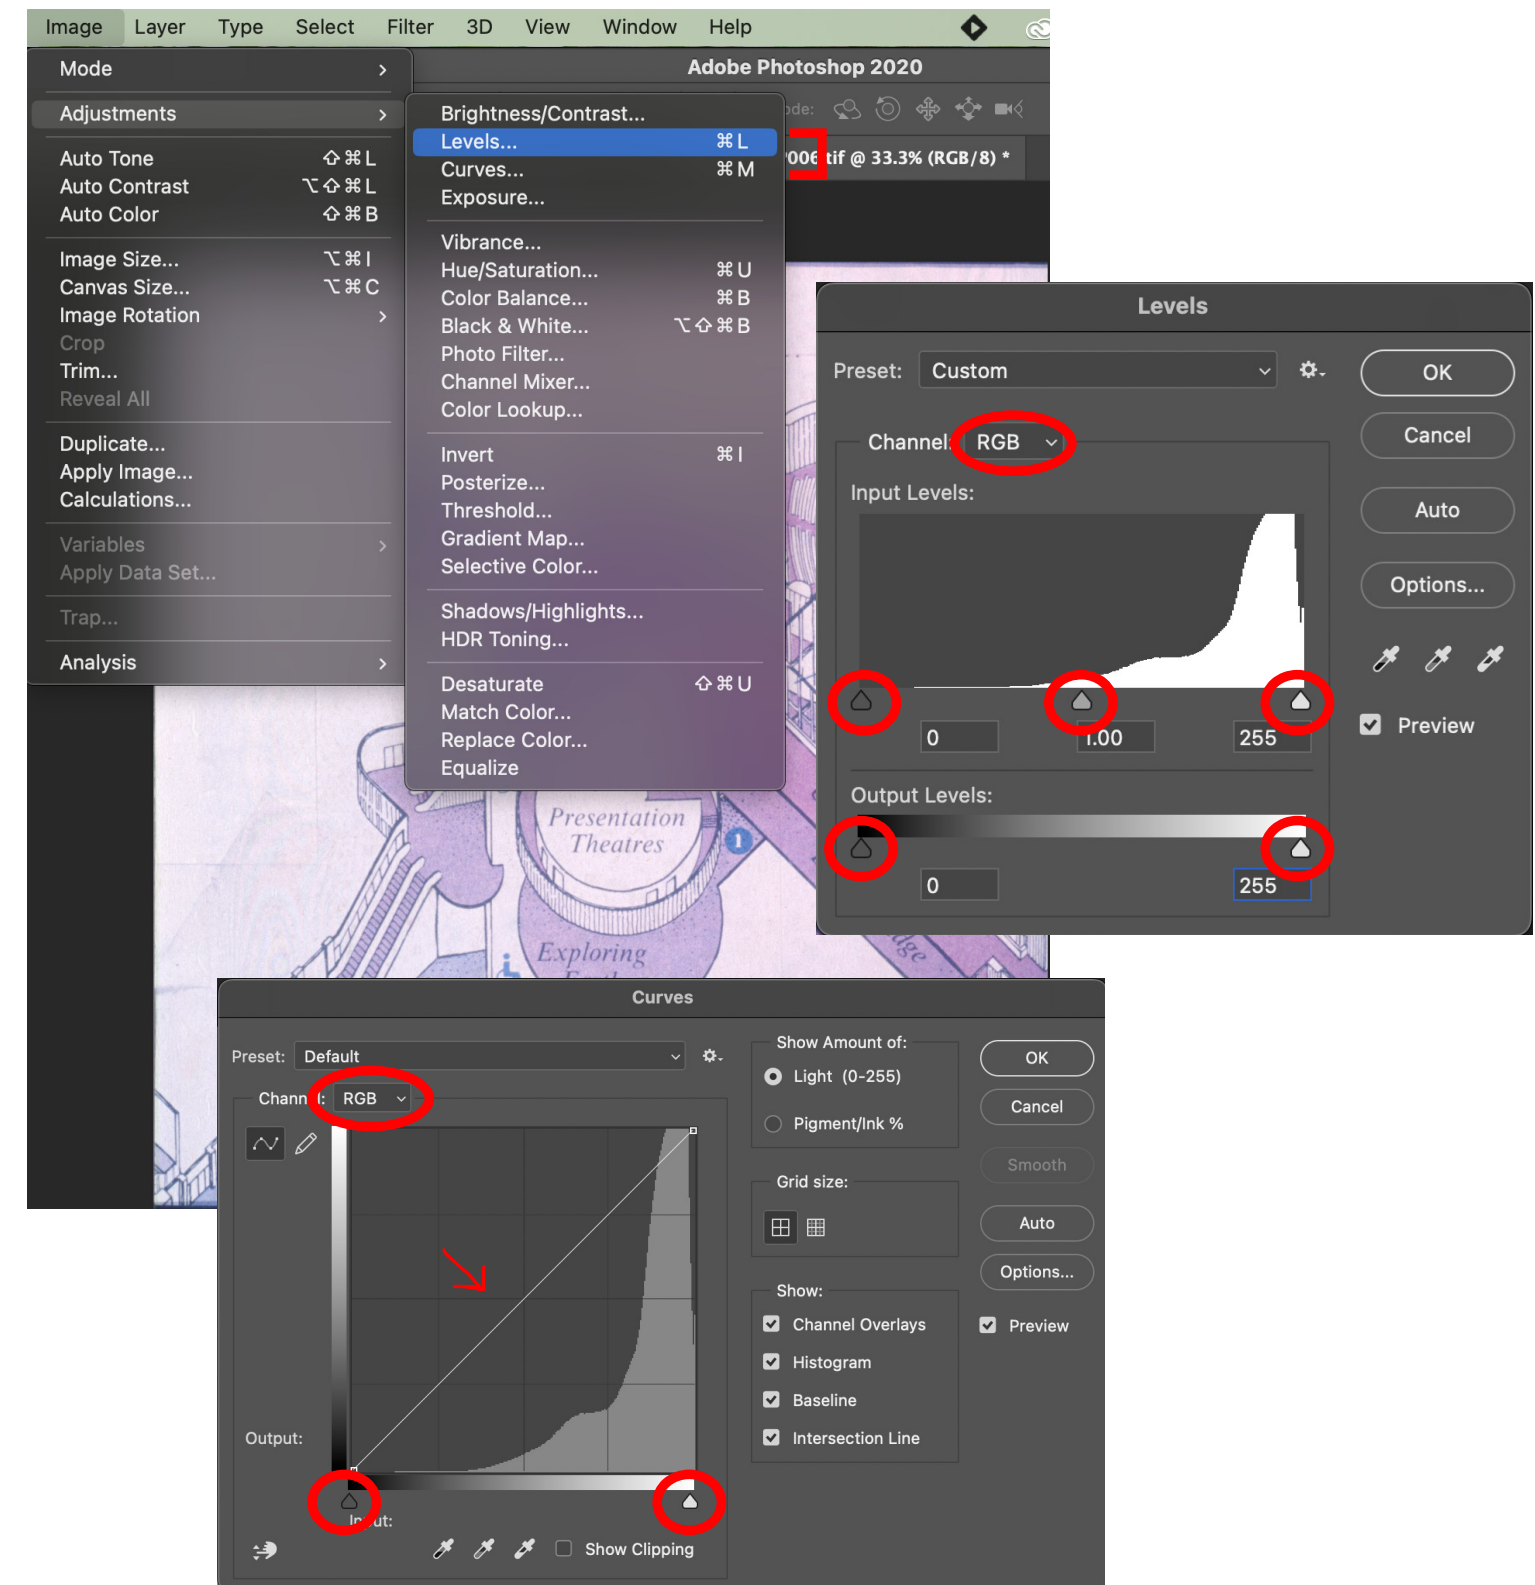 Image Layer Type Select Filter 3D View Window Help
Adobe Photoshop 2020
006.tif @ 33.3% (RGB/8) *
Mode >
Adjustments >
Auto Tone ⇧⌘L
Auto Contrast ⌥⇧⌘L
Auto Color ⇧⌘B
Image Size... ⌥⌘I
Canvas Size... ⌥⌘C
Image Rotation >
Crop
Trim...
Reveal All
Duplicate...
Apply Image...
Calculations...
Variables >
Apply Data Set...
Trap...
Analysis >
Brightness/Contrast...
Levels... ⌘L
Curves... ⌘M
Exposure...
Vibrance...
Hue/Saturation... ⌘U
Color Balance... ⌘B
Black & White... ⌥⇧⌘B
Photo Filter...
Channel Mixer...
Color Lookup...
Invert ⌘I
Posterize...
Threshold...
Gradient Map...
Selective Color...
Shadows/Highlights...
HDR Toning...
Desaturate ⇧⌘U
Match Color...
Replace Color...
Equalize
Presentation
Theatres
1
Exploring
Levels
Preset: Custom
OK
Cancel
Auto
Options...
Preview
Channel: RGB
Input Levels:
0 1.00 255
Output Levels:
0 255
Curves
Preset: Default
Channel: RGB
Output:
Input:
Show Clipping
Show Amount of:
Light (0-255)
Pigment/Ink %
Grid size:
Show:
Channel Overlays
Histogram
Baseline
Intersection Line
OK
Cancel
Smooth
Auto
Options...
Preview